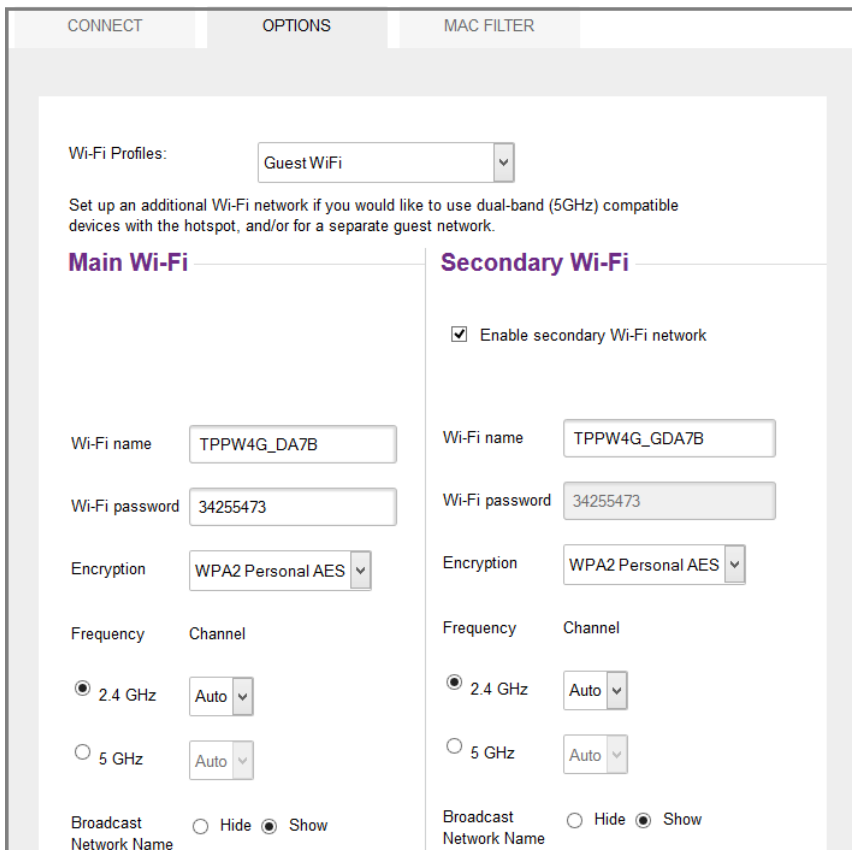 CONNECT OPTIONS MAC FILTER
Wi-Fi Profiles: Guest WiFi
Set up an additional Wi-Fi network if you would like to use dual-band (5GHz) compatible
devices with the hotspot, and/or for a separate guest network.
Main Wi-Fi
Wi-Fi name TPPW4G_DA7B
Wi-Fi password 34255473
Encryption WPA2 Personal AES
Frequency Channel
2.4 GHz Auto
5 GHz Auto
Broadcast
Network Name
Hide Show
Secondary Wi-Fi
Enable secondary Wi-Fi network
Wi-Fi name TPPW4G_GDA7B
Wi-Fi password 34255473
Encryption WPA2 Personal AES
Frequency Channel
2.4 GHz Auto
5 GHz Auto
Broadcast
Network Name
Hide Show